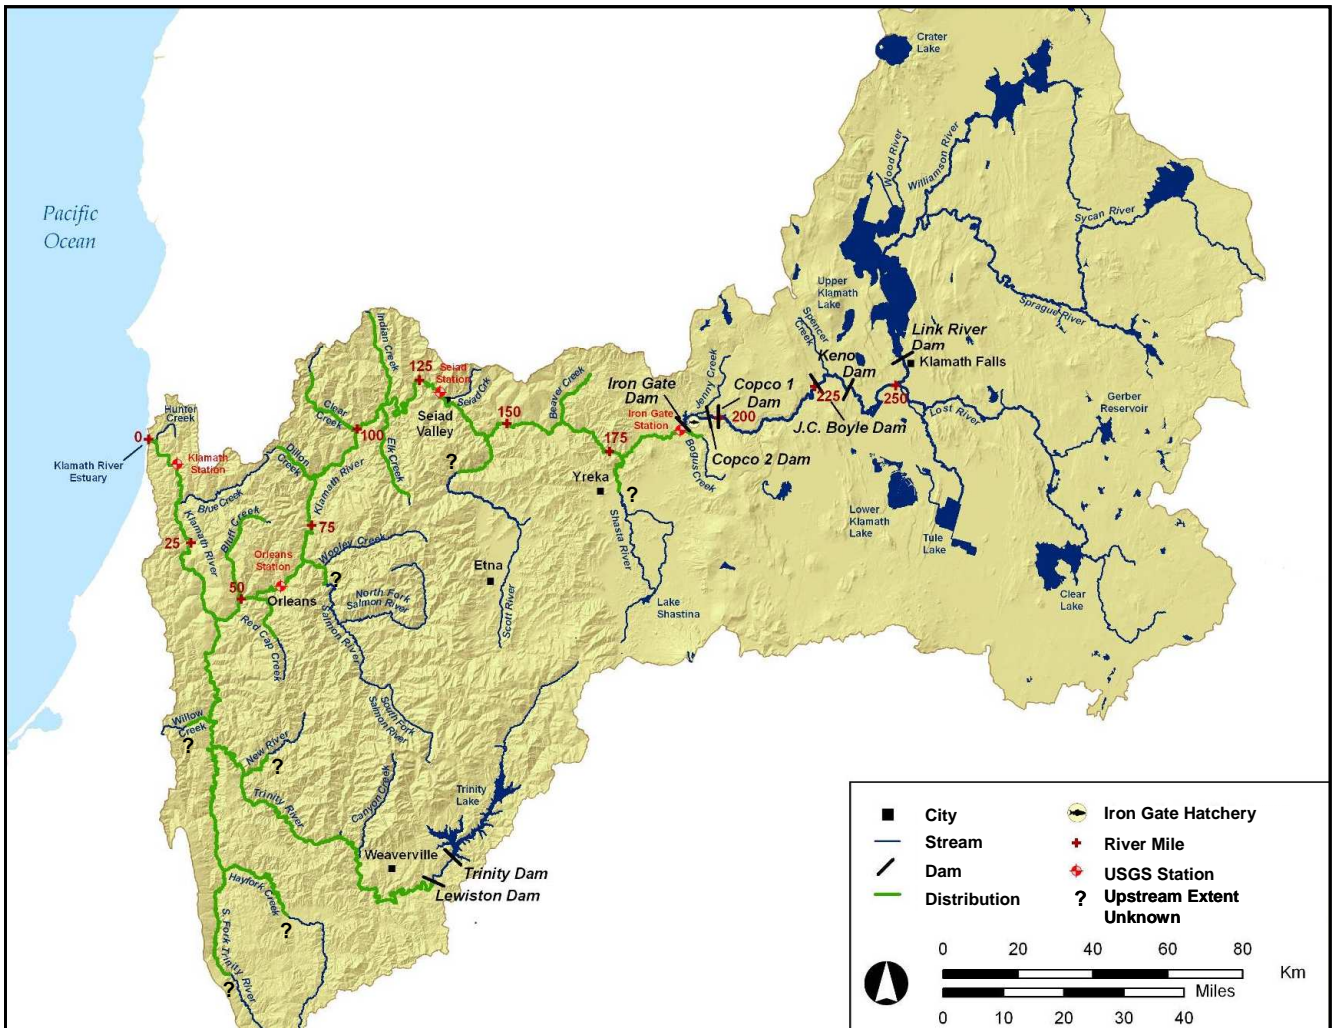 Crater
Lake
Wood River
Williamson River
Sycan River
Pacific
Ocean
Upper
Klamath
Lake
Sprague River
Spencer
Creek
Link River
Dam
Klamath Falls
Keno
Dam
Indian Creek
125
Seiad
Station
Seiad Crk
Seiad
Valley
Jenny Creek
Iron Gate
Dam
Copco 1
Dam
200
225
250
Lost River
Gerber
Reservoir
J.C. Boyle Dam
Iron Gate
Station
Beaver Creek
150
Hunter
Creek
0
Clear
Creek
100
Elk Creek
175
Bogus Creek
Copco 2 Dam
Klamath River
Estuary
Klamath
Station
Dillon
Creek
Klamath River
?
Yreka
?
Blue Creek
Bluff Creek
Klamath River
75
Shasta River
Lower
Klamath
Lake
Tule
Lake
25
Orleans
Station
Wooley Creek
Etna
?
50
Orleans
North Fork
Salmon River
Scott River
Lake
Shastina
Clear
Lake
Red Cap Creek
Salmon River
South Fork
Salmon River
Willow
Creek
?
New River
?
Trinity River
Canyon Creek
Trinity
Lake
Weaverville
Trinity Dam
Lewiston Dam
Hayfork Creek
?
S. Fork Trinity River
?
City
Stream
Dam
Distribution
Iron Gate Hatchery
River Mile
USGS Station
? Upstream Extent
Unknown
0 20 40 60 80
Km
Miles
0 10 20 30 40